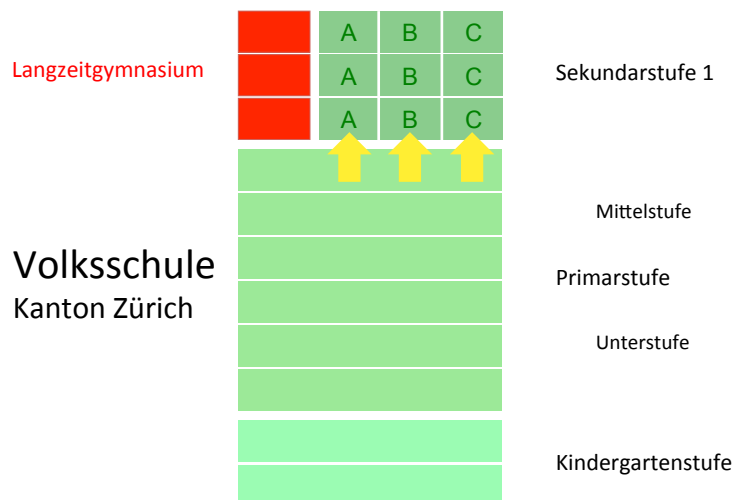 A B C
Langzeitgymnasium A B C Sekundarstufe 1
A B C
Mittelstufe
Volksschule
Primarstufe
Kanton Zürich
Unterstufe
Kindergartenstufe